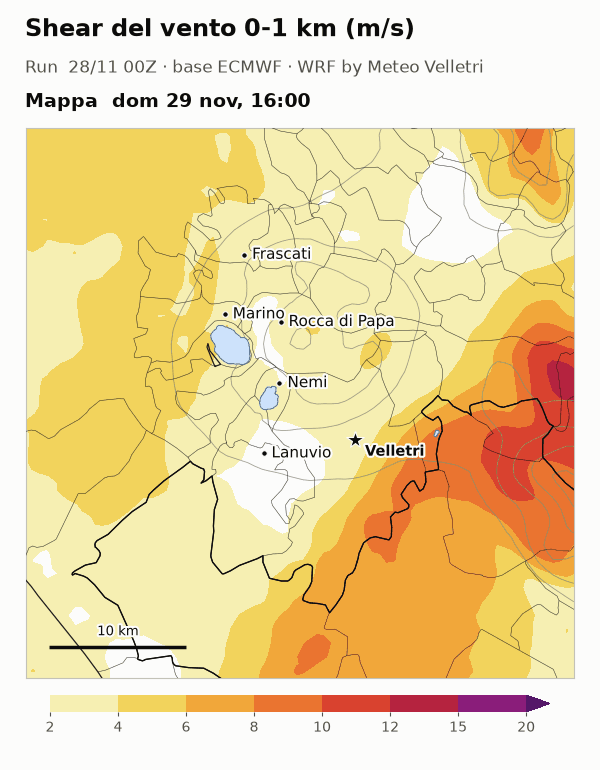 Shear del vento 0-1 km (m/s)
Run 28/11 00Z · base ECMWF · WRF by Meteo Velletri
Mappa dom 29 nov, 16:00
Frascati
Marino
Rocca di Papa
Nemi
Velletri
Lanuvio
10 km
2 4 6 8 10 12 15 20